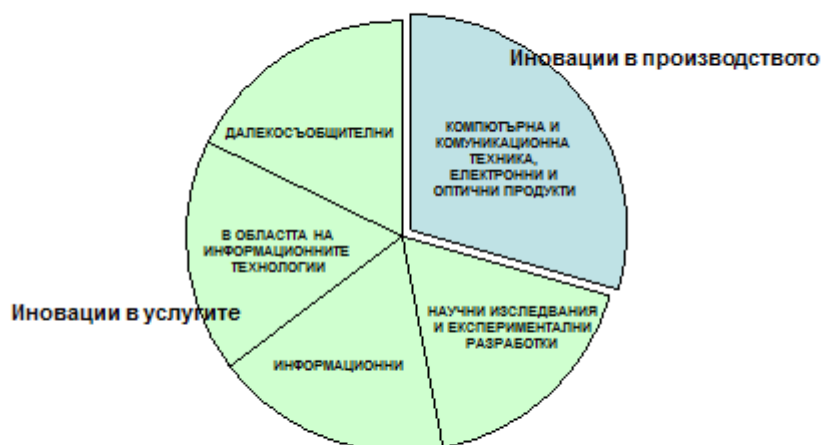 Иновации в производството
КОМПЮТЪРНА И
КОМУНИКАЦИОННА
ТЕХНИКА,
ЕЛЕКТРОННИ И
ОПТИЧНИ ПРОДУКТИ
ДАЛЕКОСЪОБЩИТЕЛНИ
В ОБЛАСТТА НА
ИНФОРМАЦИОННИТЕ
ТЕХНОЛОГИИ
Иновации в услугите
НАУЧНИ ИЗСЛЕДВАНИЯ
И ЕКСПЕРИМЕНТАЛНИ
РАЗРАБОТКИ
ИНФОРМАЦИОННИ